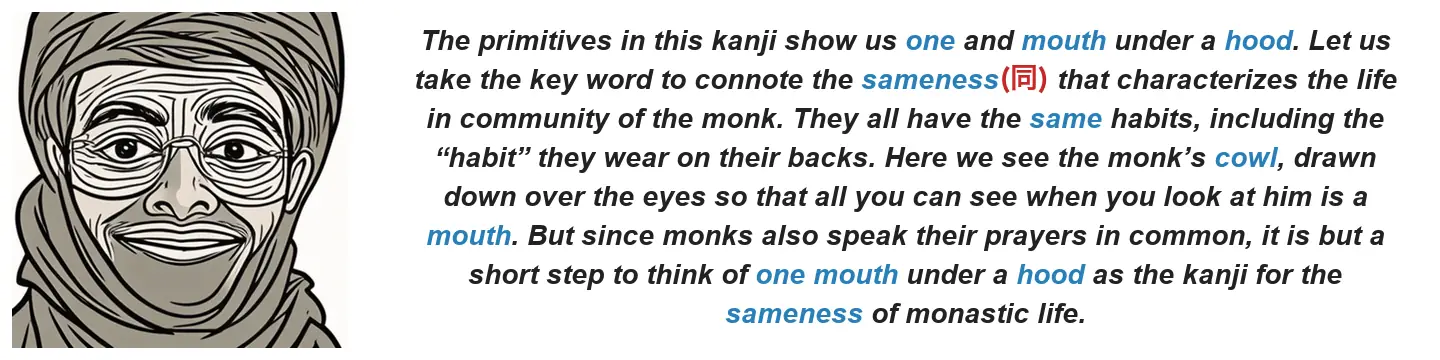 The primitives in this kanji show us one and mouth under a hood. Let us
take the key word to connote the sameness(同) that characterizes the life
in community of the monk. They all have the same habits, including the
“habit” they wear on their backs. Here we see the monk’s cowl, drawn
down over the eyes so that all you can see when you look at him is a
mouth. But since monks also speak their prayers in common, it is but a
short step to think of one mouth under a hood as the kanji for the
sameness of monastic life.